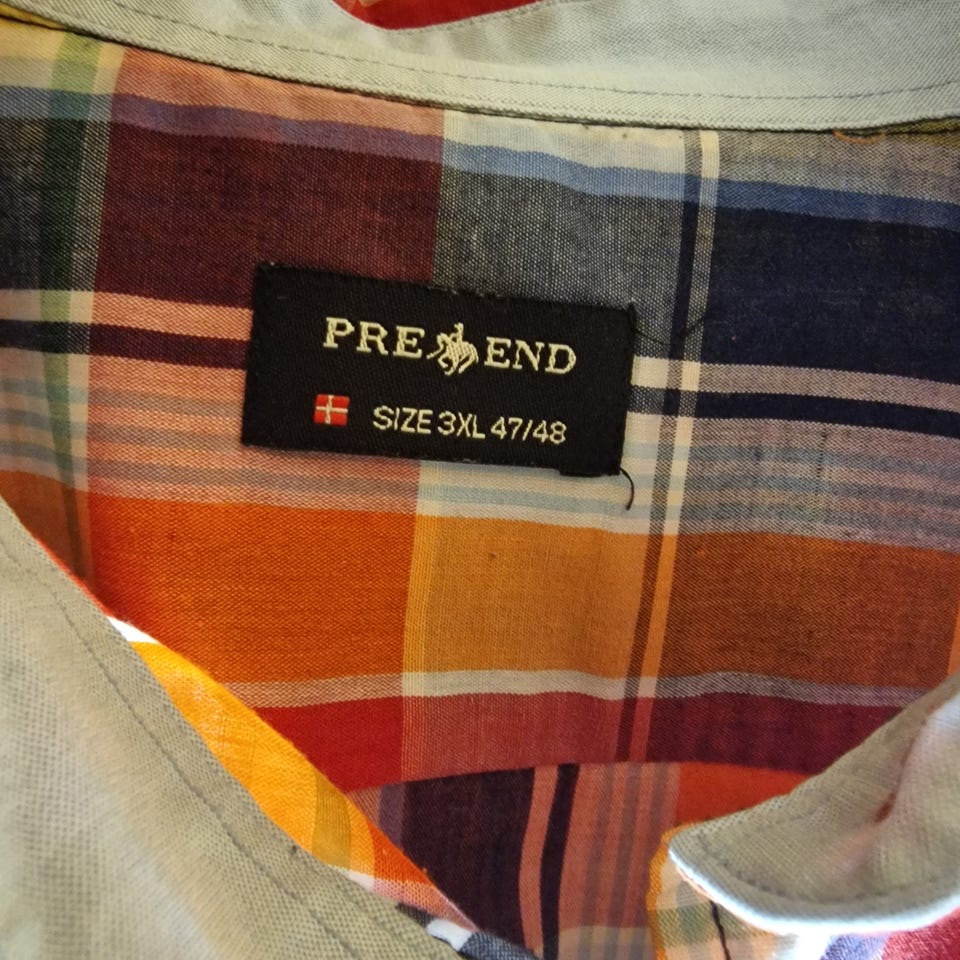 PRE END
SIZE 3XL 47/48